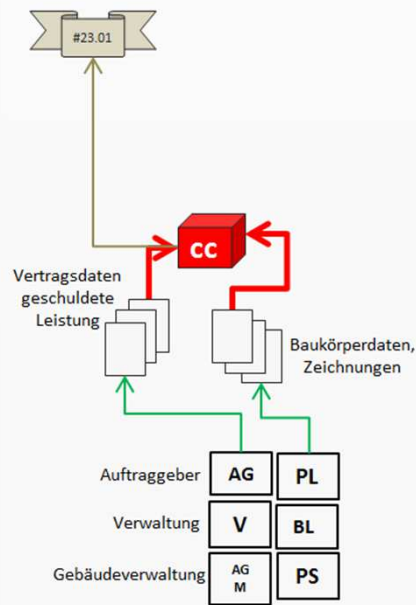 #23.01
CC
Vertragsdaten
geschuldete
Leistung
Baukörperdaten,
Zeichnungen
Auftraggeber AG PL
Verwaltung V BL
Gebäudeverwaltung AG
M PS